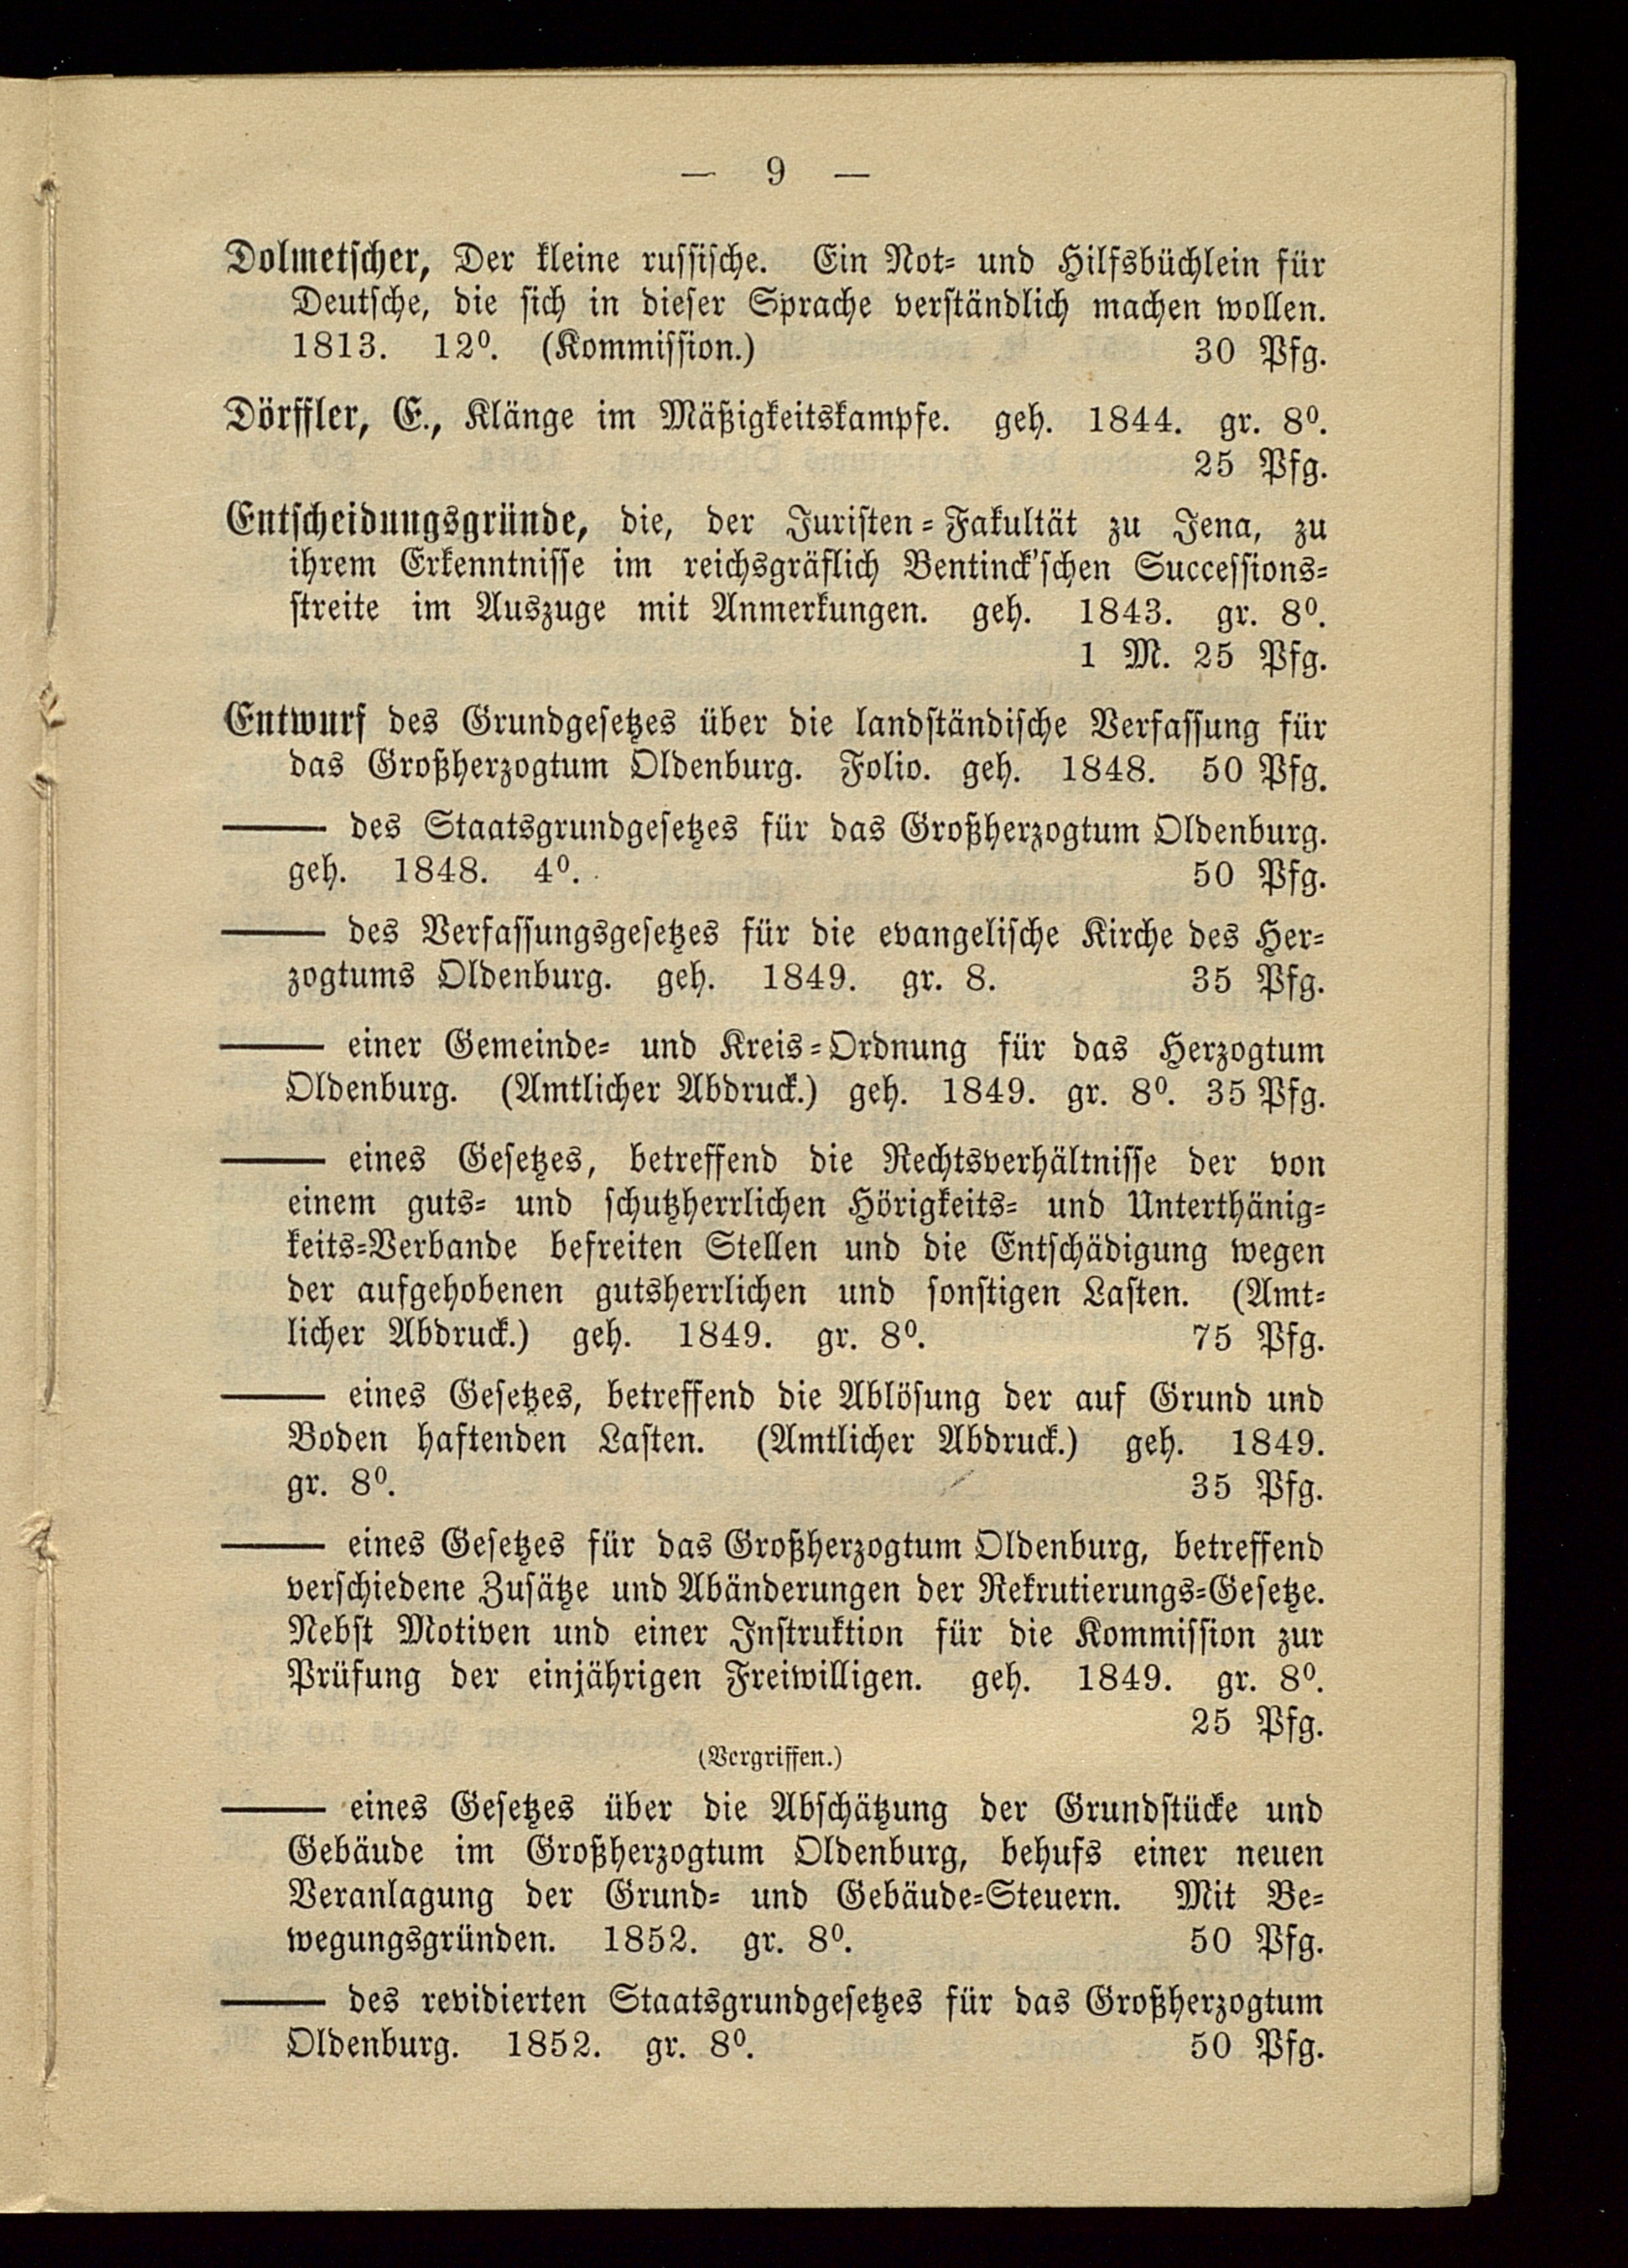 — 9 —
Dolmetscher, Der kleine russische. Ein Not- und Hilfsbüchlein für
Deutsche, die sich in dieser Sprache verständlich machen wollen.
1813. 12⁰. (Kommission.) 30 Pfg.
Dörffler, E., Klänge im Mäßigkeitskampfe. geh. 1844. gr. 8⁰.
25 Pfg.
Entscheidungsgründe, die, der Juristen-Fakultät zu Jena, zu
ihrem Erkenntnisse im reichsgräflich Bentinck'schen Successions-
streite im Auszuge mit Anmerkungen. geh. 1843. gr. 8⁰.
1 M. 25 Pfg.
Entwurf des Grundgesetzes über die landständische Verfassung für
das Großherzogtum Oldenburg. Folio. geh. 1848. 50 Pfg.
—— des Staatsgrundgesetzes für das Großherzogtum Oldenburg.
geh. 1848. 4⁰. 50 Pfg.
—— des Verfassungsgesetzes für die evangelische Kirche des Her-
zogtums Oldenburg. geh. 1849. gr. 8. 35 Pfg.
—— einer Gemeinde- und Kreis-Ordnung für das Herzogtum
Oldenburg. (Amtlicher Abdruck.) geh. 1849. gr. 8⁰. 35 Pfg.
—— eines Gesetzes, betreffend die Rechtsverhältnisse der von
einem guts- und schutzherrlichen Hörigkeits- und Unterthänig-
keits-Verbande befreiten Stellen und die Entschädigung wegen
der aufgehobenen gutsherrlichen und sonstigen Lasten. (Amt-
licher Abdruck.) geh. 1849. gr. 8⁰. 75 Pfg.
—— eines Gesetzes, betreffend die Ablösung der auf Grund und
Boden haftenden Lasten. (Amtlicher Abdruck.) geh. 1849.
gr. 8⁰. 35 Pfg.
—— eines Gesetzes für das Großherzogtum Oldenburg, betreffend
verschiedene Zusätze und Abänderungen der Rekrutierungs-Gesetze.
Nebst Motiven und einer Instruktion für die Kommission zur
Prüfung der einjährigen Freiwilligen. geh. 1849. gr. 8⁰.
25 Pfg.
(Vergriffen.)
—— eines Gesetzes über die Abschätzung der Grundstücke und
Gebäude im Großherzogtum Oldenburg, behufs einer neuen
Veranlagung der Grund- und Gebäude-Steuern. Mit Be-
wegungsgründen. 1852. gr. 8⁰. 50 Pfg.
—— des revidierten Staatsgrundgesetzes für das Großherzogtum
Oldenburg. 1852. gr. 8⁰. 50 Pfg.